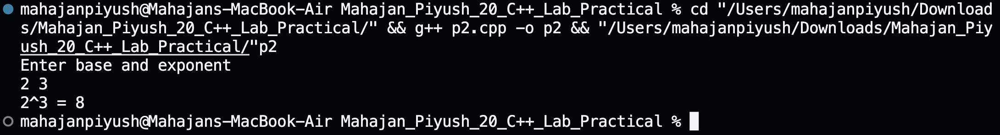 mahajanpiyush@Mahajans-MacBook-Air Mahajan_Piyush_20_C++_Lab_Practical % cd "/Users/mahajanpiyush/Download
s/Mahajan_Piyush_20_C++_Lab_Practical/" && g++ p2.cpp -o p2 && "/Users/mahajanpiyush/Downloads/Mahajan_Piy
ush_20_C++_Lab_Practical/"p2
Enter base and exponent
2 3
2^3 = 8
mahajanpiyush@Mahajans-MacBook-Air Mahajan_Piyush_20_C++_Lab_Practical %